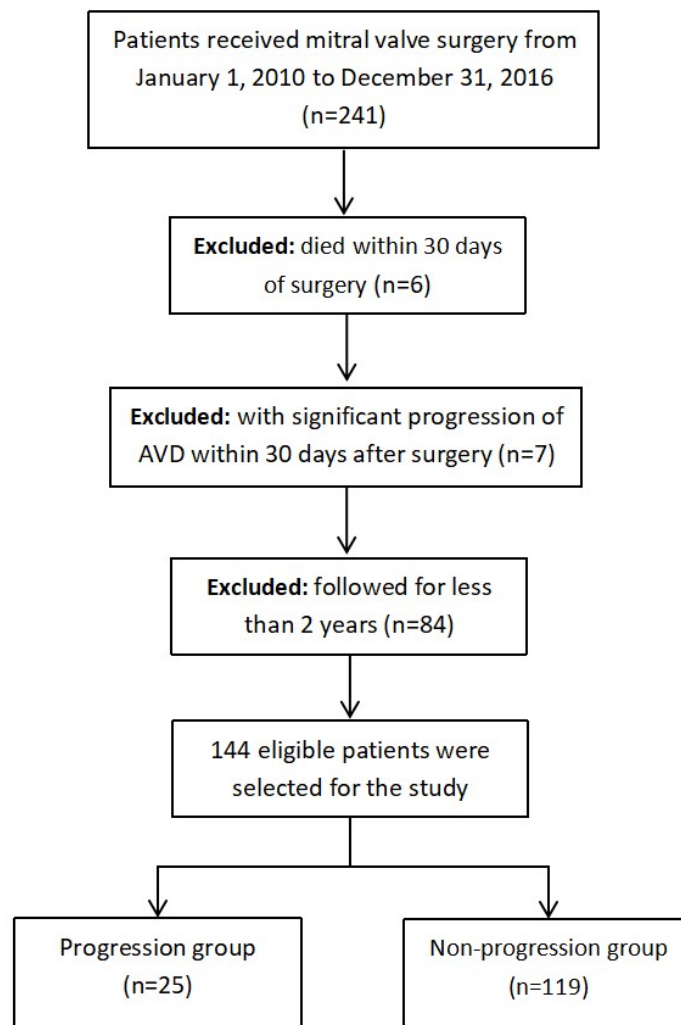 Patients received mitral valve surgery from
January 1, 2010 to December 31, 2016
(n=241)
Excluded: died within 30 days
of surgery (n=6)
Excluded: with significant progression of
AVD within 30 days after surgery (n=7)
Excluded: followed for less
than 2 years (n=84)
144 eligible patients were
selected for the study
Progression group
(n=25)
Non-progression group
(n=119)